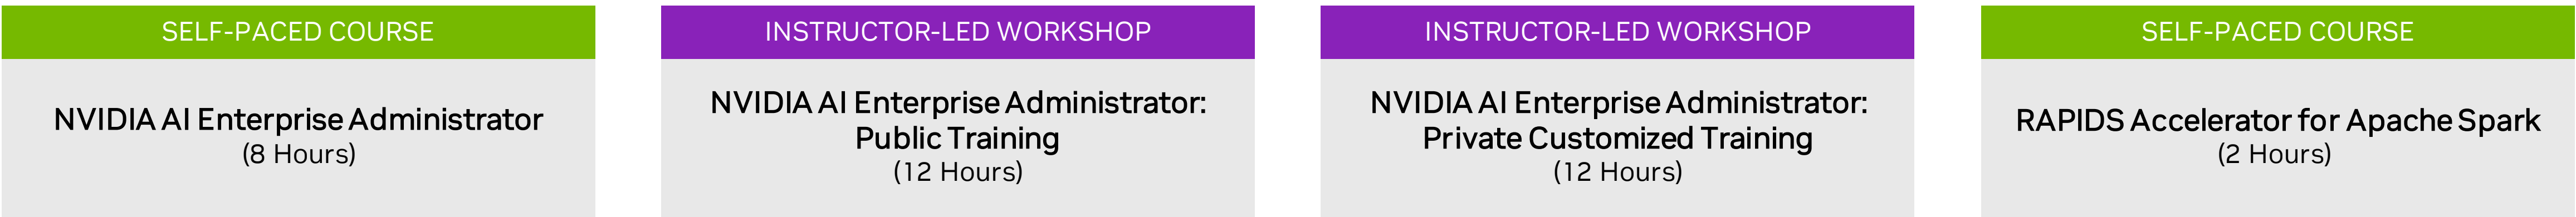 SELF-PACED COURSE
NVIDIA AI Enterprise Administrator
(8 Hours)
INSTRUCTOR-LED WORKSHOP
NVIDIA AI Enterprise Administrator:
Public Training
(12 Hours)
INSTRUCTOR-LED WORKSHOP
NVIDIA AI Enterprise Administrator:
Private Customized Training
(12 Hours)
SELF-PACED COURSE
RAPIDS Accelerator for Apache Spark
(2 Hours)